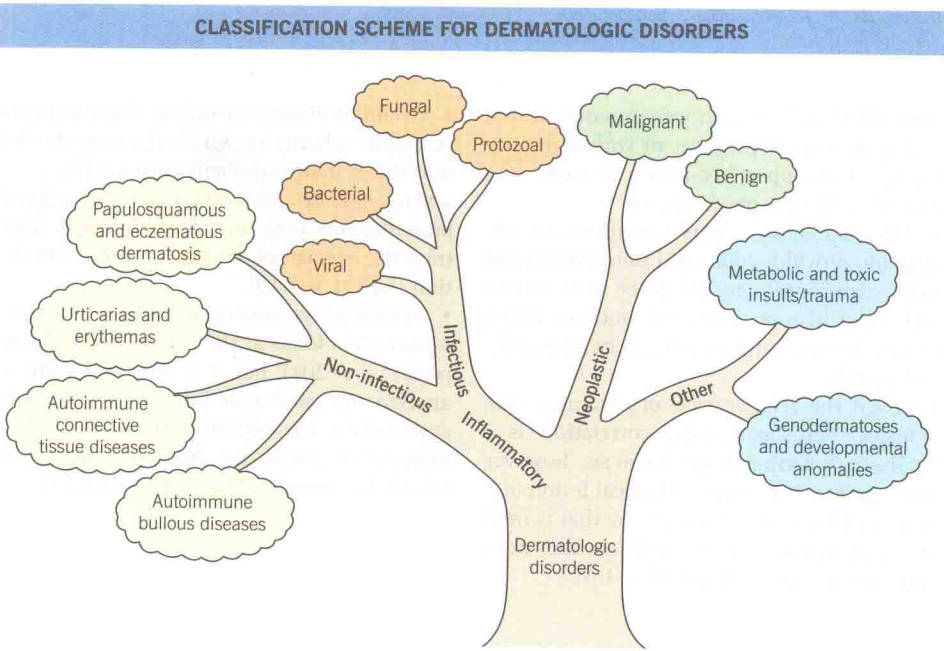 CLASSIFICATION SCHEME FOR DERMATOLOGIC DISORDERS
Fungal
Protozoal
Bacterial
Viral
Malignant
Benign
Papulosquamous
and eczematous
dermatosis
Urticarias and
erythemas
Autoimmune
connective
tissue diseases
Autoimmune
bullous diseases
Metabolic and toxic
insults/trauma
Genodermatoses
and developmental
anomalies
Non-infectious
Infectious
Inflammatory
Neoplastic
Other
Dermatologic
disorders